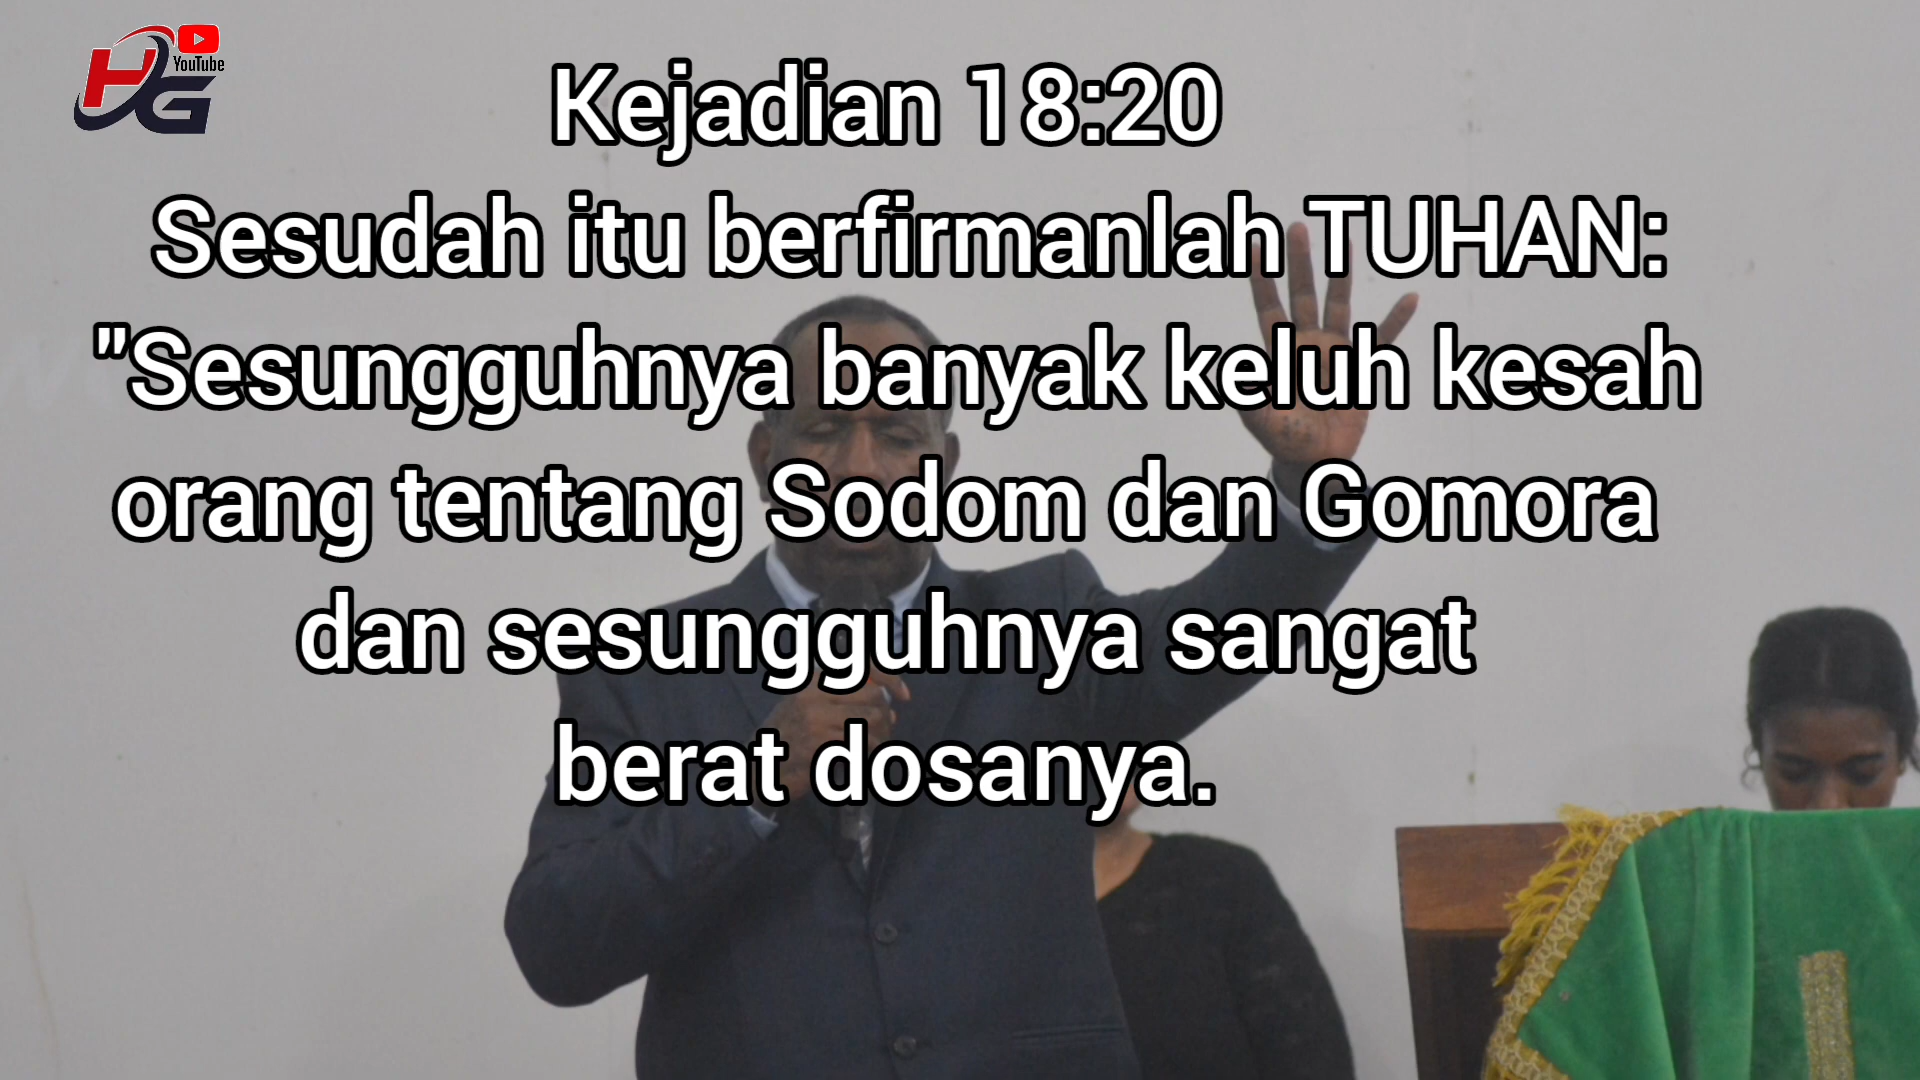 HG
YouTube
Kejadian 18:20
Sesudah itu berfirmanlah TUHAN:
"Sesungguhnya banyak keluh kesah
orang tentang Sodom dan Gomora
dan sesungguhnya sangat
berat dosanya.